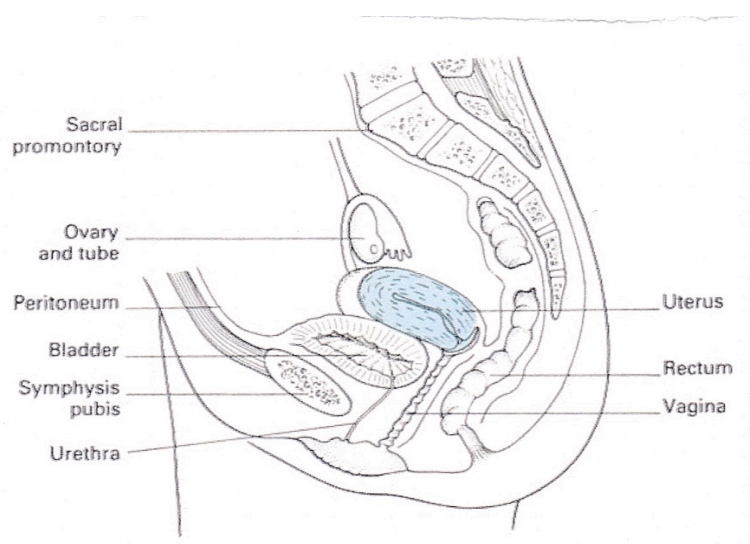 Sacral
promontory
Ovary
and tube
Peritoneum
Bladder
Symphysis
pubis
Urethra
Uterus
Rectum
Vagina